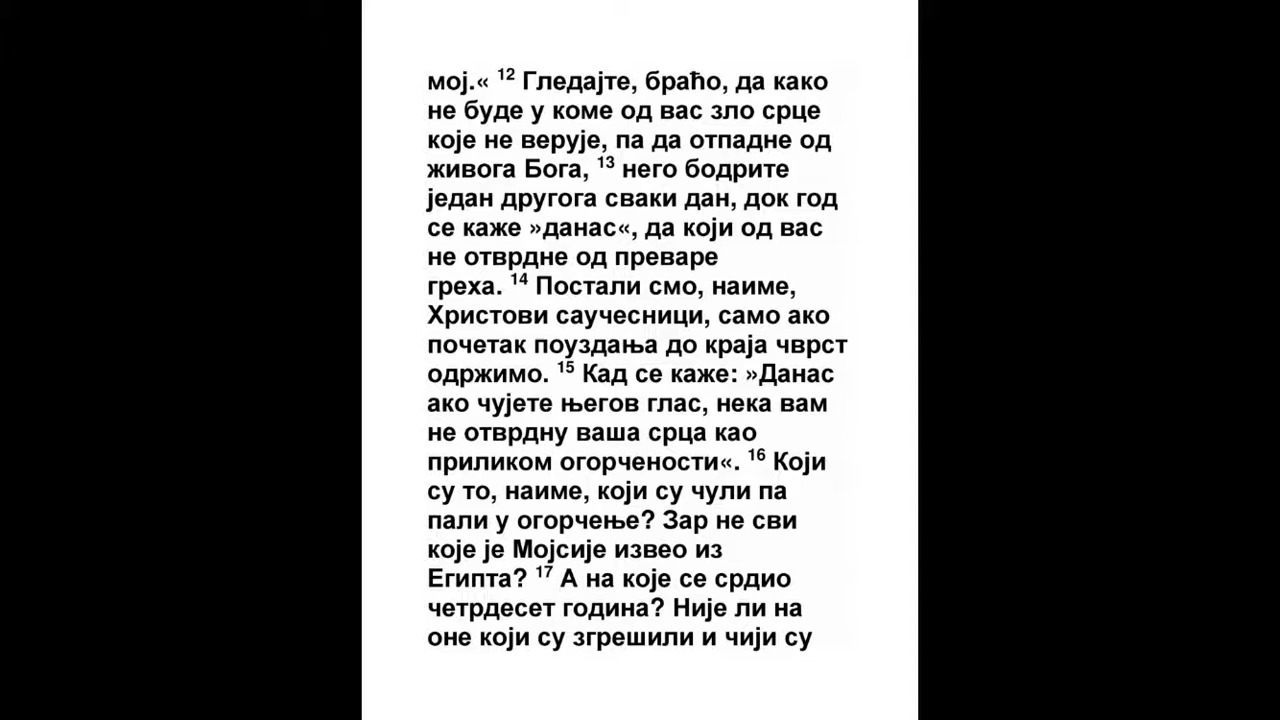 мој.« 12 Гледајте, браћо, да како
не буде у коме од вас зло срце
које не верује, па да отпадне од
живога Бога, 13 него бодрите
један другога сваки дан, док год
се каже »данас«, да који од вас
не отврдне од преваре
греха. 14 Постали смо, наиме,
Христови саучесници, само ако
почетак поуздања до краја чврст
одржимо. 15 Кад се каже: »Данас
ако чујете његов глас, нека вам
не отврдну ваша срца као
приликом огорчености«. 16 Који
су то, наиме, који су чули па
пали у огорчење? Зар не сви
које је Мојсије извео из
Египта? 17 А на које се срдио
четрдесет година? Није ли на
оне који су згрешили и чији су